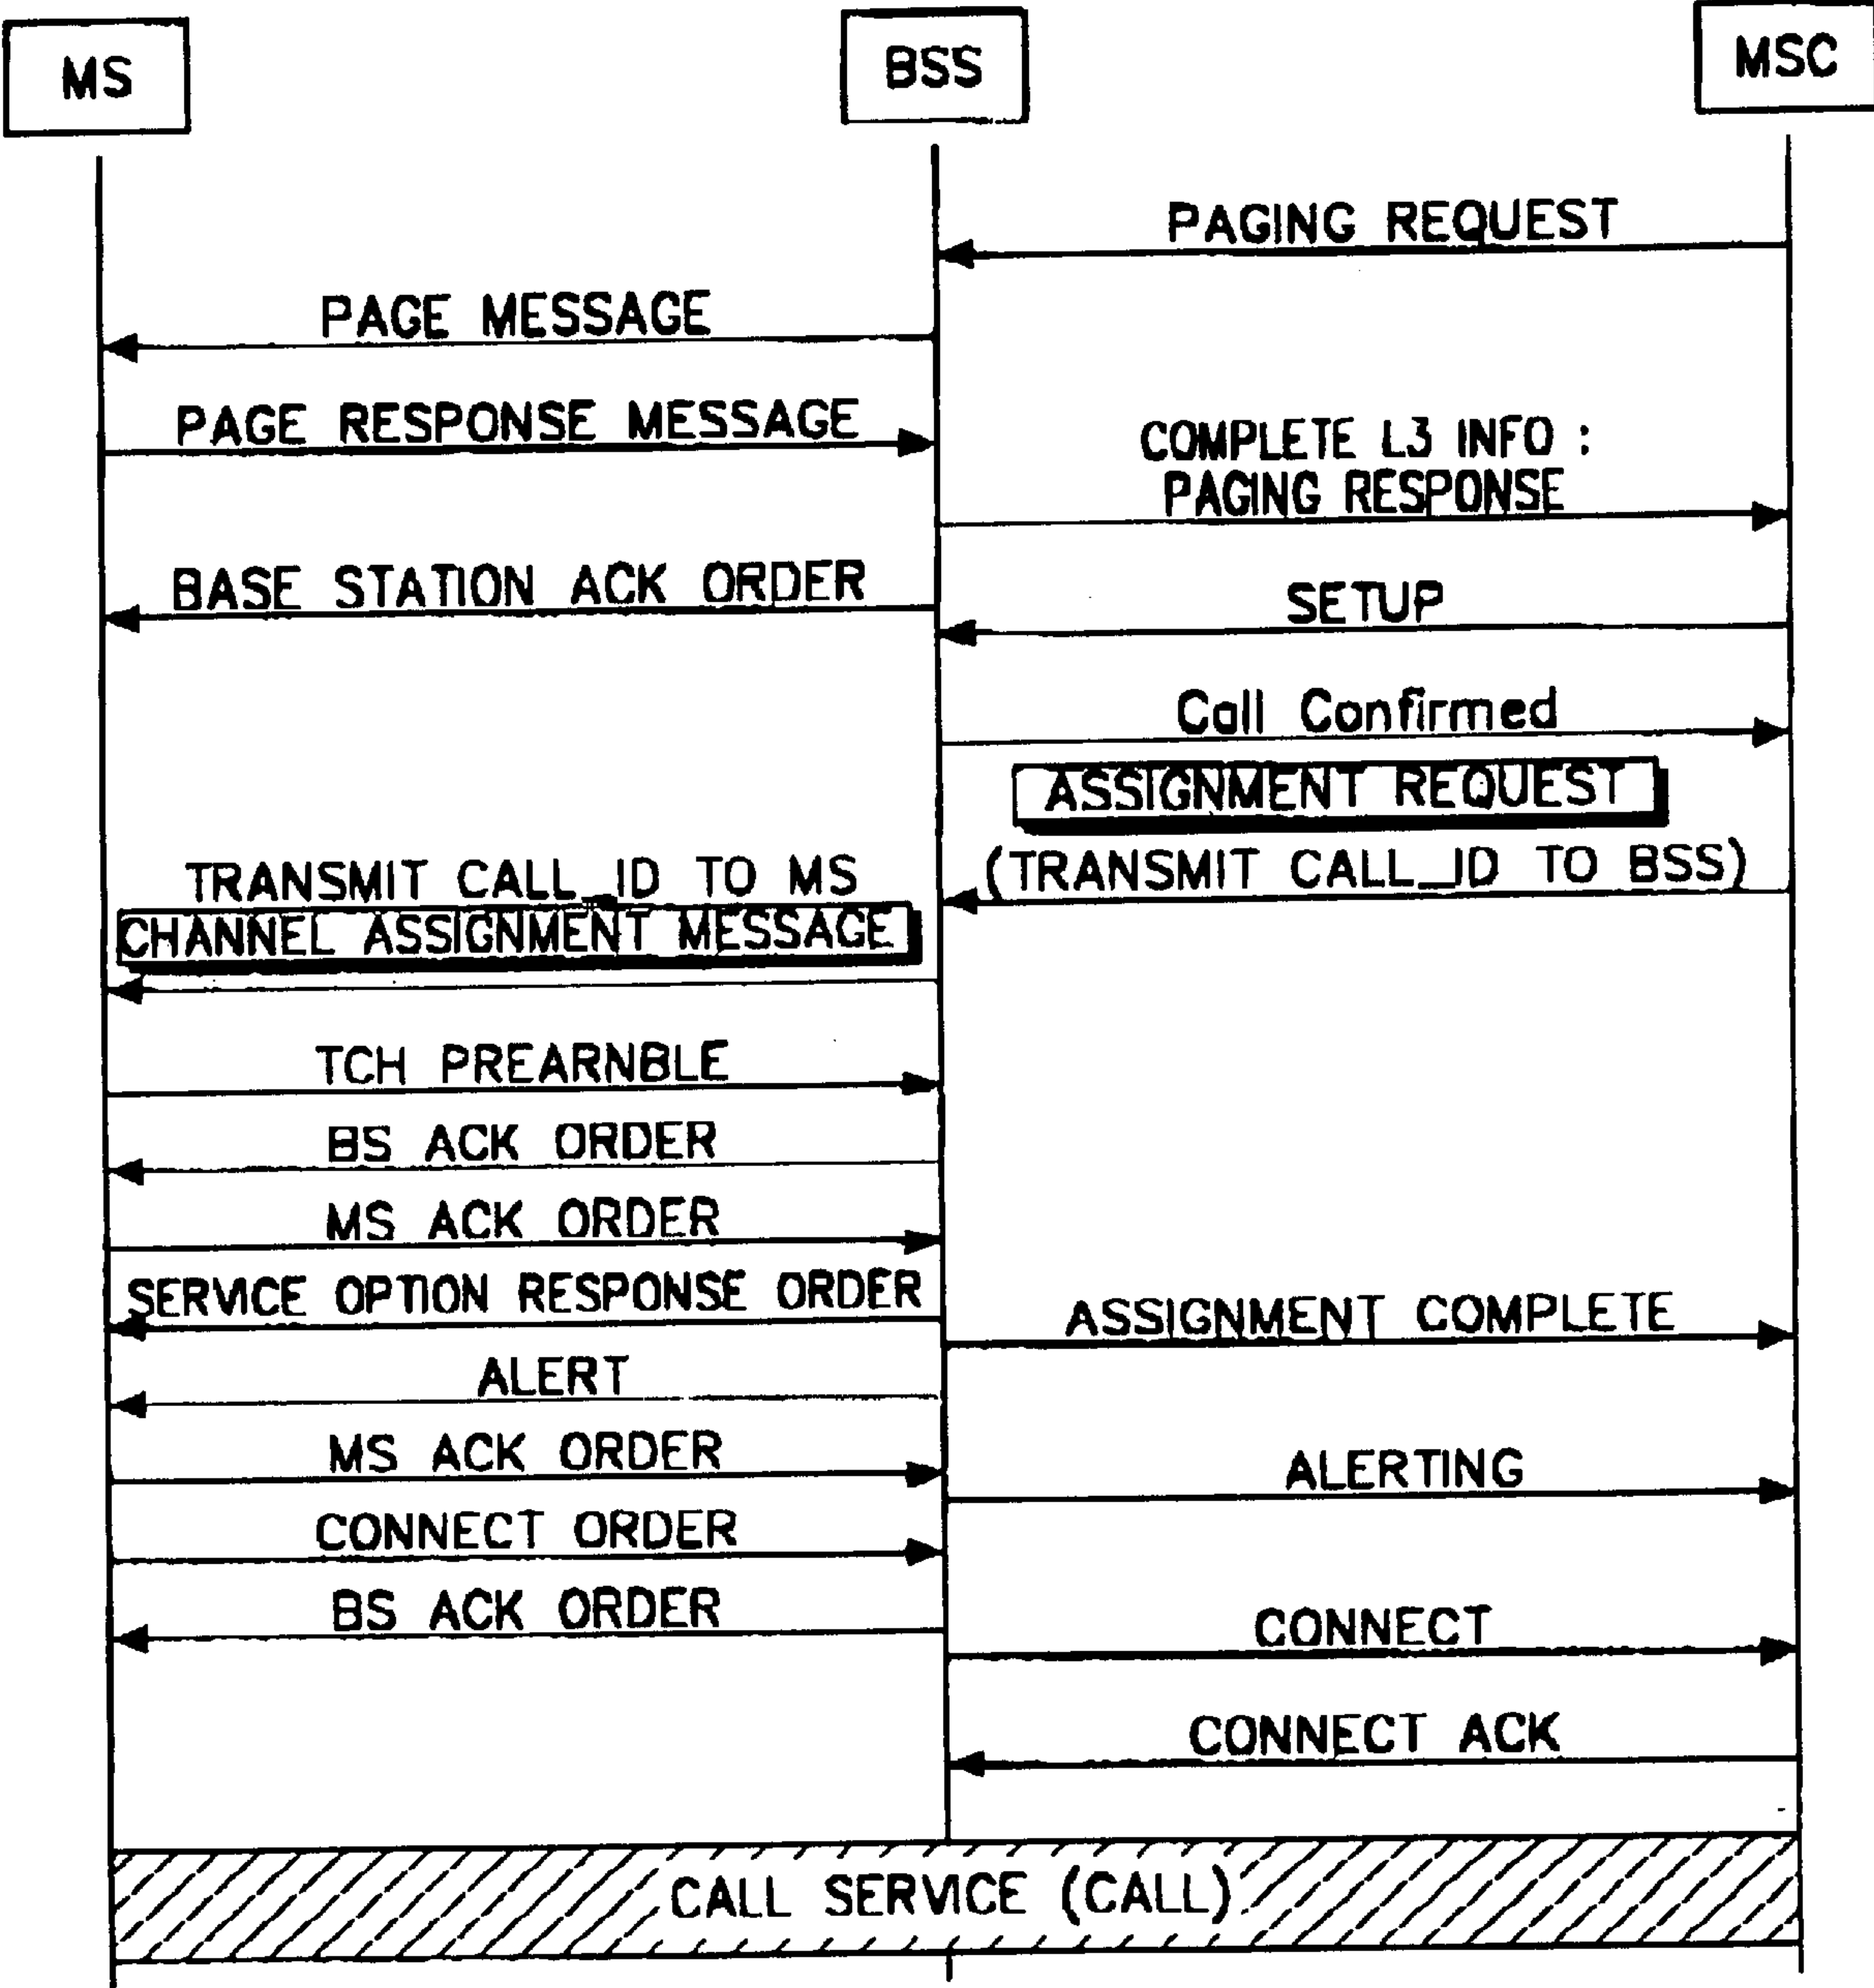 MS
BSS
MSC
PAGING REQUEST
PAGE MESSAGE
PAGE RESPONSE MESSAGE
COMPLETE L3 INFO :
PAGING RESPONSE
BASE STATION ACK ORDER
SETUP
Call Confirmed
ASSIGNMENT REQUEST
(TRANSMIT CALL_ID TO BSS)
TRANSMIT CALL_ID TO MS
CHANNEL ASSIGNMENT MESSAGE
TCH PREARNBLE
BS ACK ORDER
MS ACK ORDER
SERVICE OPTION RESPONSE ORDER
ASSIGNMENT COMPLETE
ALERT
MS ACK ORDER
ALERTING
CONNECT ORDER
BS ACK ORDER
CONNECT
CONNECT ACK
CALL SERVICE (CALL)